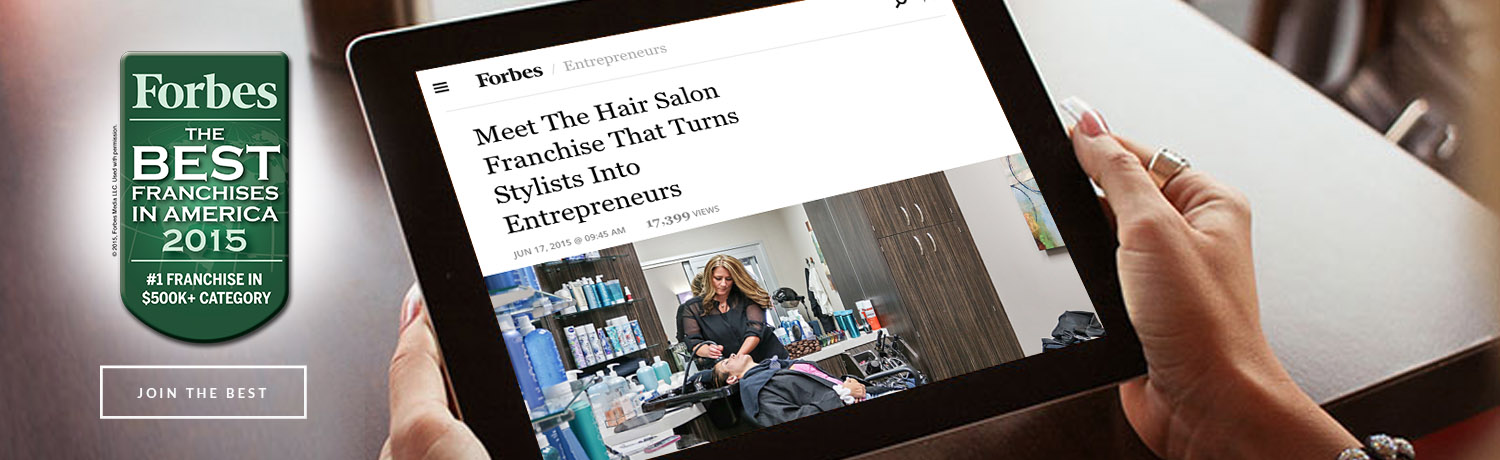 Forbes
THE
BEST
FRANCHISES
IN AMERICA
2015
#1 FRANCHISE IN
$500K+ CATEGORY
© 2015, Forbes Media LLC. Used with permission.
JOIN THE BEST
Forbes / Entrepreneurs
Meet The Hair Salon
Franchise That Turns
Stylists Into
Entrepreneurs
JUN 17, 2015 @ 09:45 AM 17,399 VIEWS